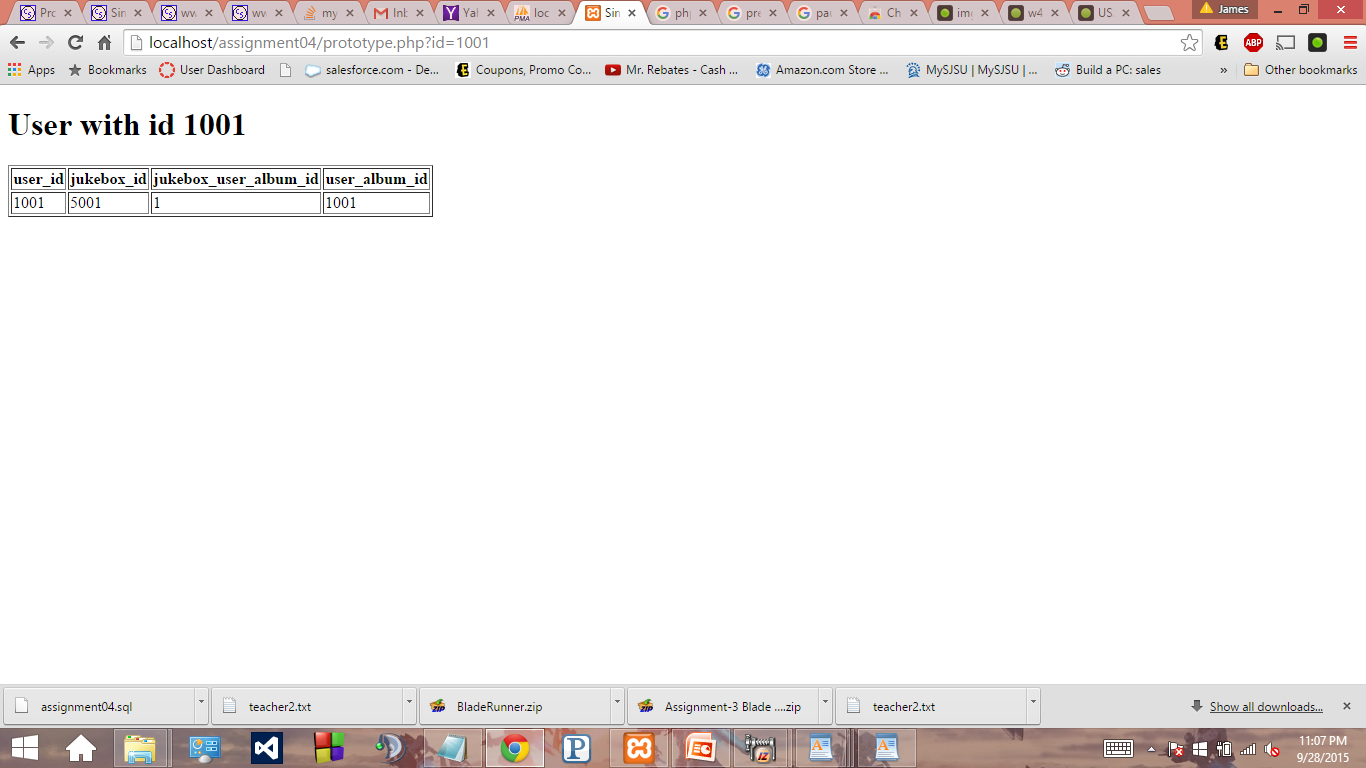 Pro Sin ww ww my Inb Yal loc Sin php pre pau Ch img w4 US James
localhost/assignment04/prototype.php?id=1001
Apps Bookmarks User Dashboard salesforce.com - De... Coupons, Promo Co... Mr. Rebates - Cash ... Amazon.com Store ... MySJSU | MySJSU | ... Build a PC: sales » Other bookmarks
User with id 1001
user_id jukebox_id jukebox_user_album_id user_album_id
1001 5001 1 1001
assignment04.sql teacher2.txt BladeRunner.zip Assignment-3 Blade ....zip teacher2.txt Show all downloads...
11:07 PM
9/28/2015